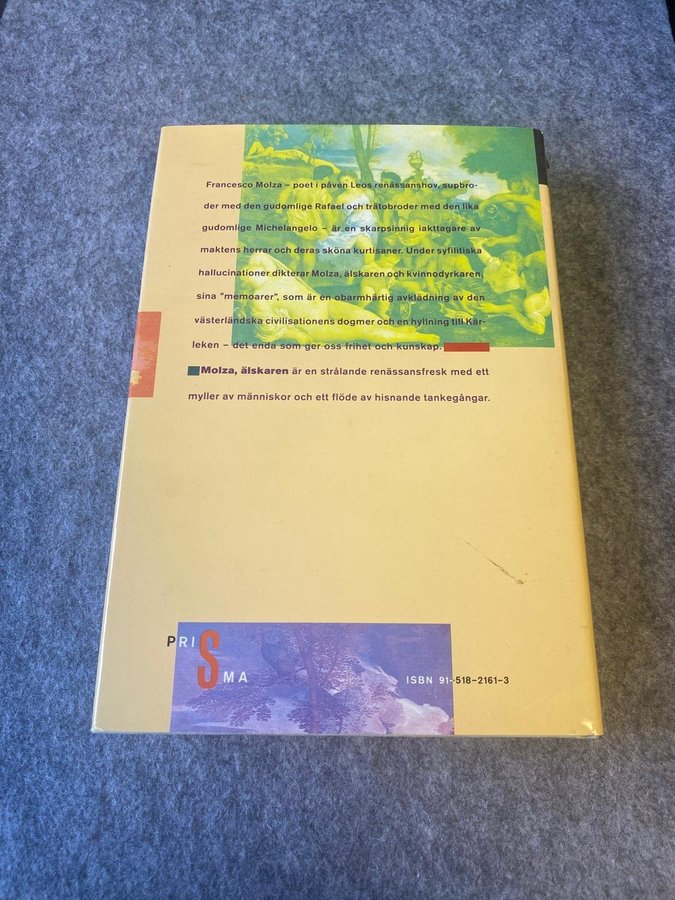 Francesco Molza – poet i påven Leos renässanshov, supbro-
der med den gudomlige Rafael och trätobroder med den lika
gudomlige Michelangelo – är en skarpsinnig iakttagare av
maktens herrar och deras sköna kurtisaner. Under syfilitiska
hallucinationer dikterar Molza, älskaren och kvinnodyrkaren,
sina "memoarer", som är en obarmhärtig avklädning av den
västerländska civilisationens dogmer och en hyllning till Kär-
leken – det enda som ger oss frihet och kunskap.
Molza, älskaren är en strålande renässansfresk med ett
myller av människor och ett flöde av hisnande tankegångar.
PRISMA
ISBN 91-518-2161-3